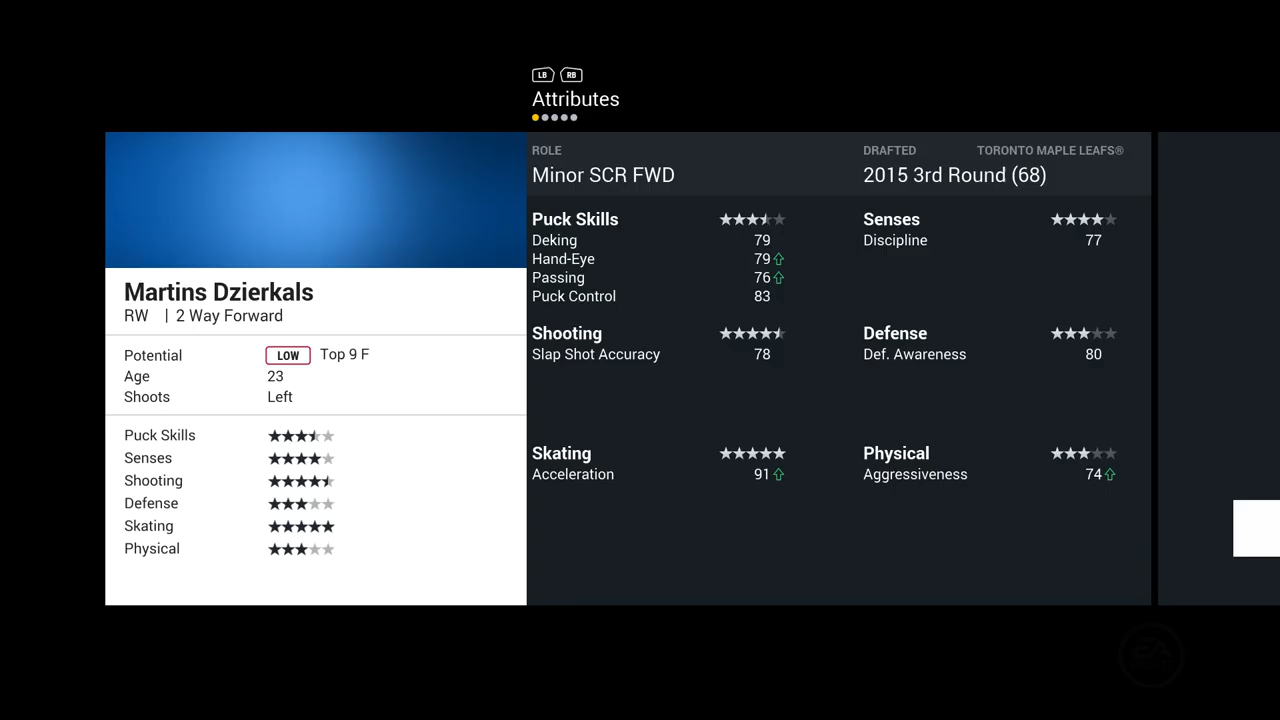 LB RB
Attributes
ROLE DRAFTED TORONTO MAPLE LEAFS®
Minor SCR FWD 2015 3rd Round (68)
Martins Dzierkals
RW | 2 Way Forward
Potential LOW Top 9 F
Age 23
Shoots Left
Puck Skills
Senses
Shooting
Defense
Skating
Physical
Puck Skills
Deking 79
Hand-Eye 79
Passing 76
Puck Control 83
Senses
Discipline 77
Shooting
Slap Shot Accuracy 78
Defense
Def. Awareness 80
Skating
Acceleration 91
Physical
Aggressiveness 74
EA